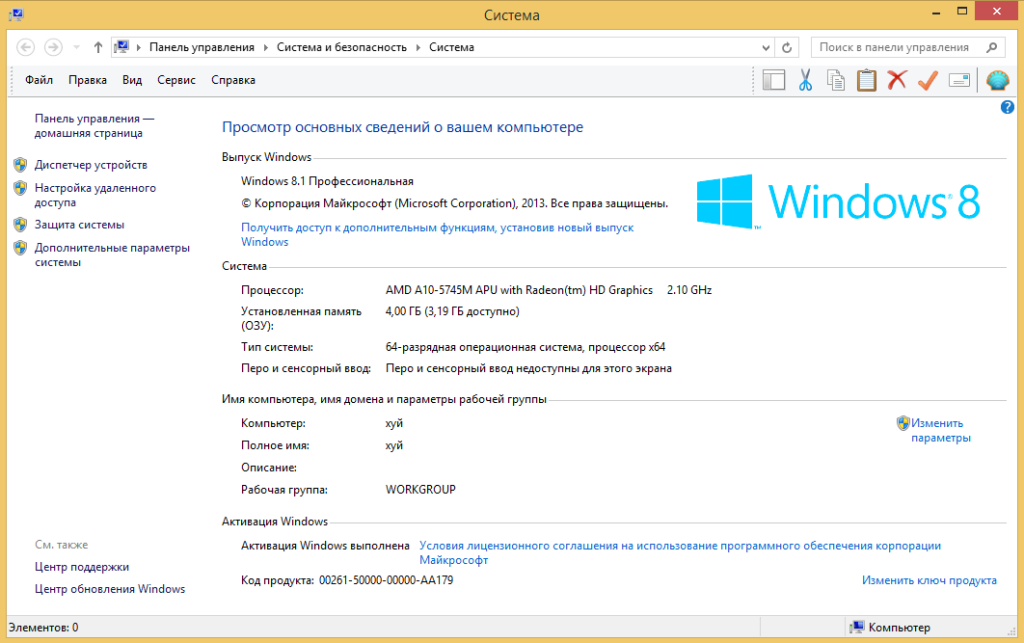 Система
Панель управления
Система и безопасность
Система
Поиск в панели управления
Файл Правка Вид Сервис Справка
Панель управления —
домашняя страница
Диспетчер устройств
Настройка удаленного
доступа
Защита системы
Дополнительные параметры
системы
Просмотр основных сведений о вашем компьютере
Выпуск Windows
Windows 8.1 Профессиональная
© Корпорация Майкрософт (Microsoft Corporation), 2013. Все права защищены.
Получить доступ к дополнительным функциям, установив новый выпуск
Windows
Windows® 8
™
Система
Процессор: AMD A10-5745M APU with Radeon(tm) HD Graphics 2.10 GHz
Установленная память 4,00 ГБ (3,19 ГБ доступно)
(ОЗУ):
Тип системы: 64-разрядная операционная система, процессор x64
Перо и сенсорный ввод: Перо и сенсорный ввод недоступны для этого экрана
Имя компьютера, имя домена и параметры рабочей группы
Компьютер: хуй
Изменить
параметры
Полное имя: хуй
Описание:
Рабочая группа: WORKGROUP
Активация Windows
Активация Windows выполнена Условия лицензионного соглашения на использование программного обеспечения корпорации
Майкрософт
Код продукта: 00261-50000-00000-AA179
Изменить ключ продукта
См. также
Центр поддержки
Центр обновления Windows
Элементов: 0
Компьютер